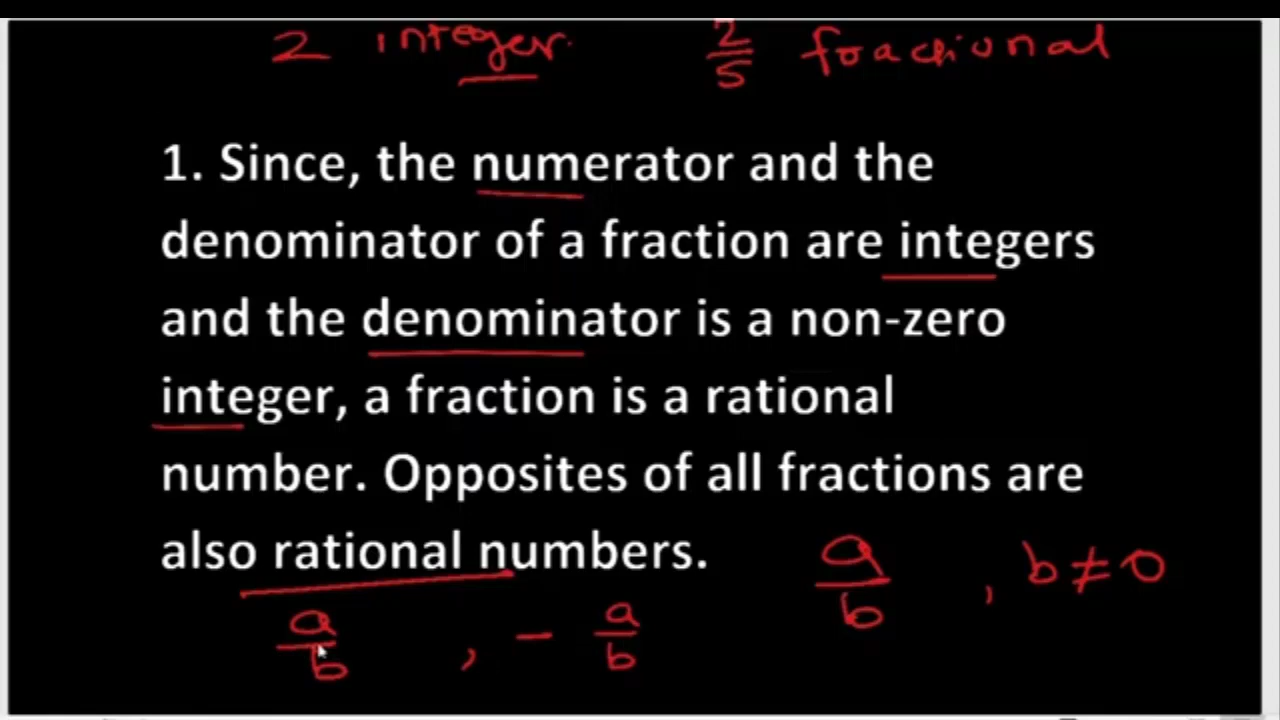 2 integer. 2/5 fractional
1. Since, the numerator and the
denominator of a fraction are integers
and the denominator is a non-zero
integer, a fraction is a rational
number. Opposites of all fractions are
also rational numbers.
a/b , b≠0
a/b , - a/b